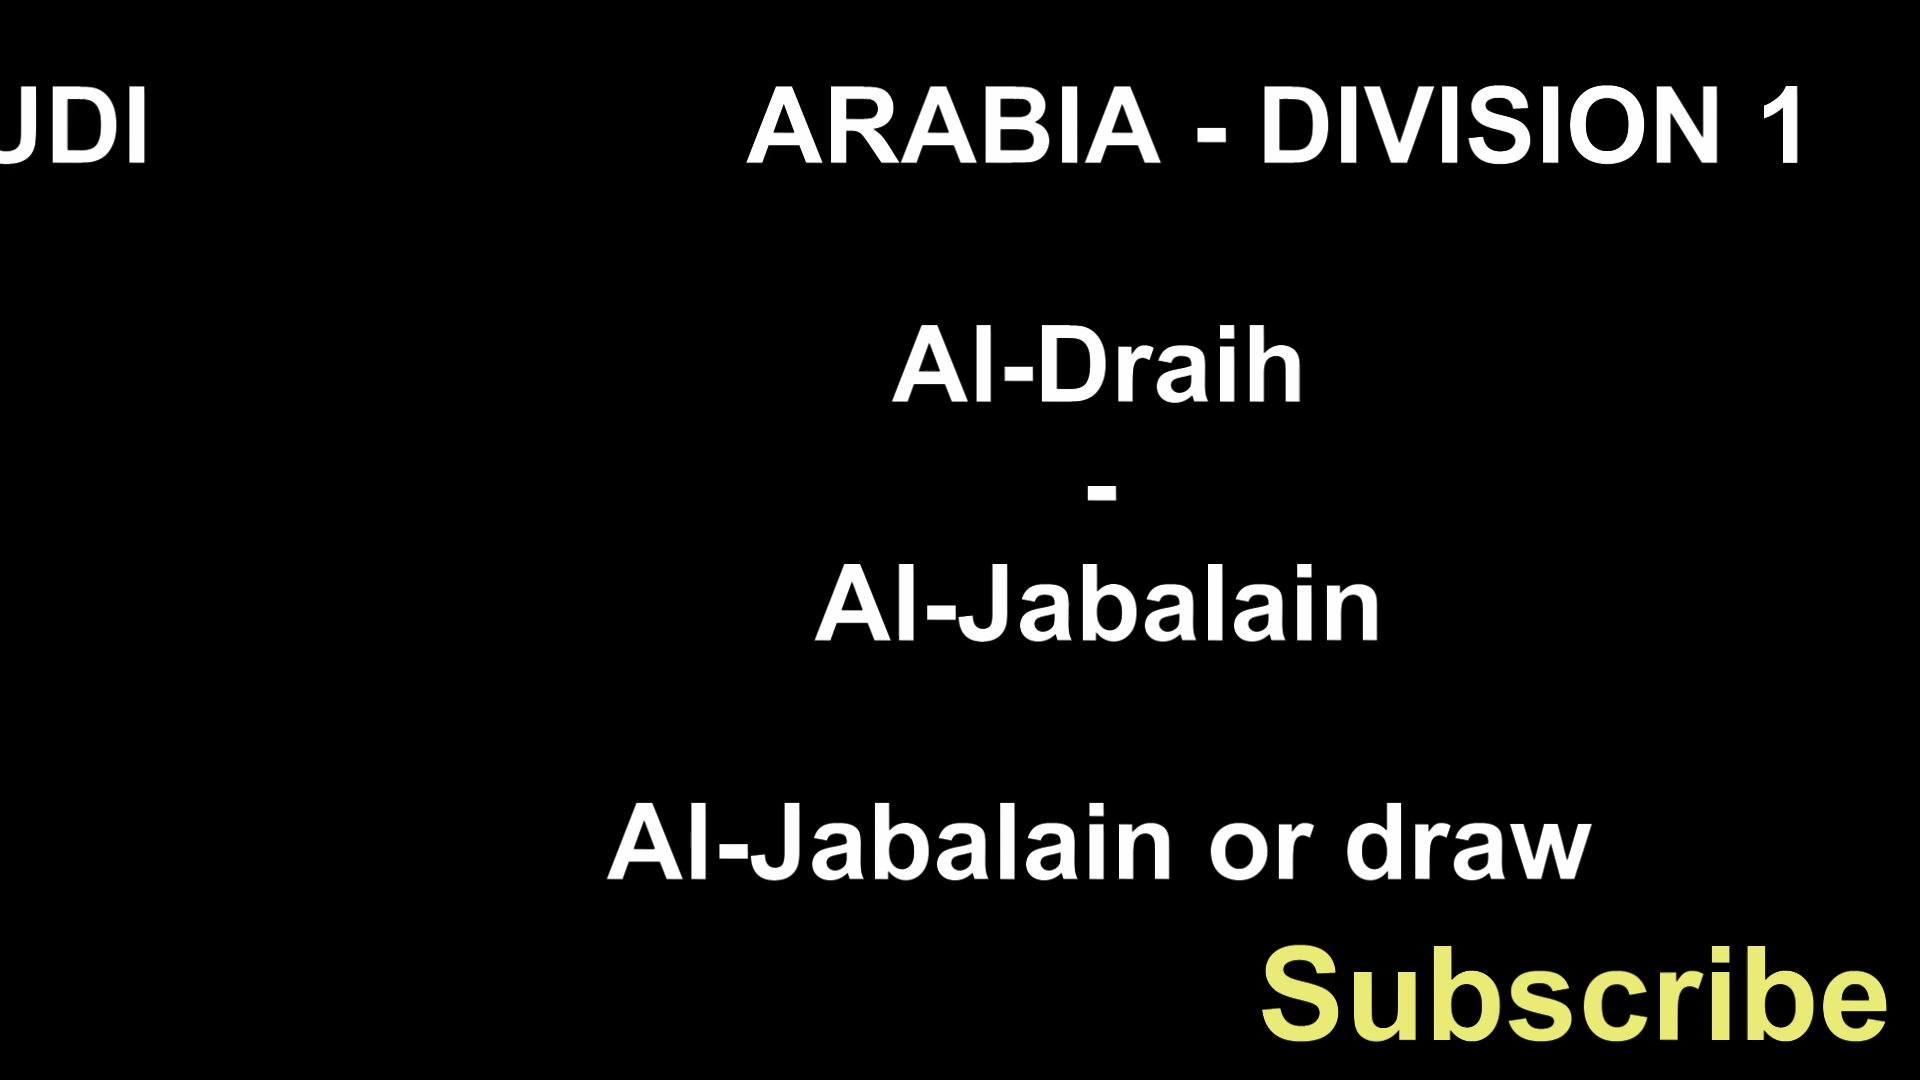 UDI ARABIA - DIVISION 1
Al-Draih
-
Al-Jabalain
Al-Jabalain or draw
Subscribe